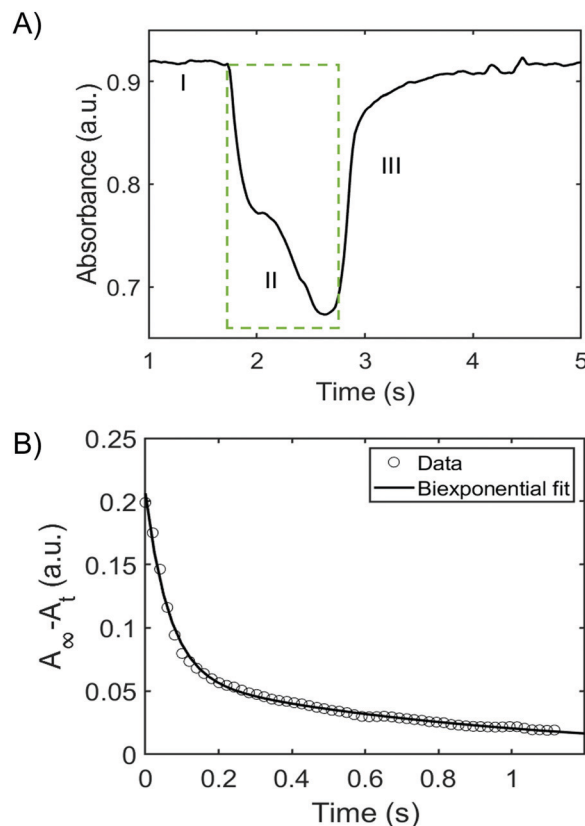 A)
Absorbance (a.u.)
0.9
0.8
0.7
I
II
III
1
2
3
4
5
Time (s)
B)
A∞-At (a.u.)
0.25
0.2
0.15
0.1
0.05
0
Data
Biexponential fit
0
0.2
0.4
0.6
0.8
1
Time (s)